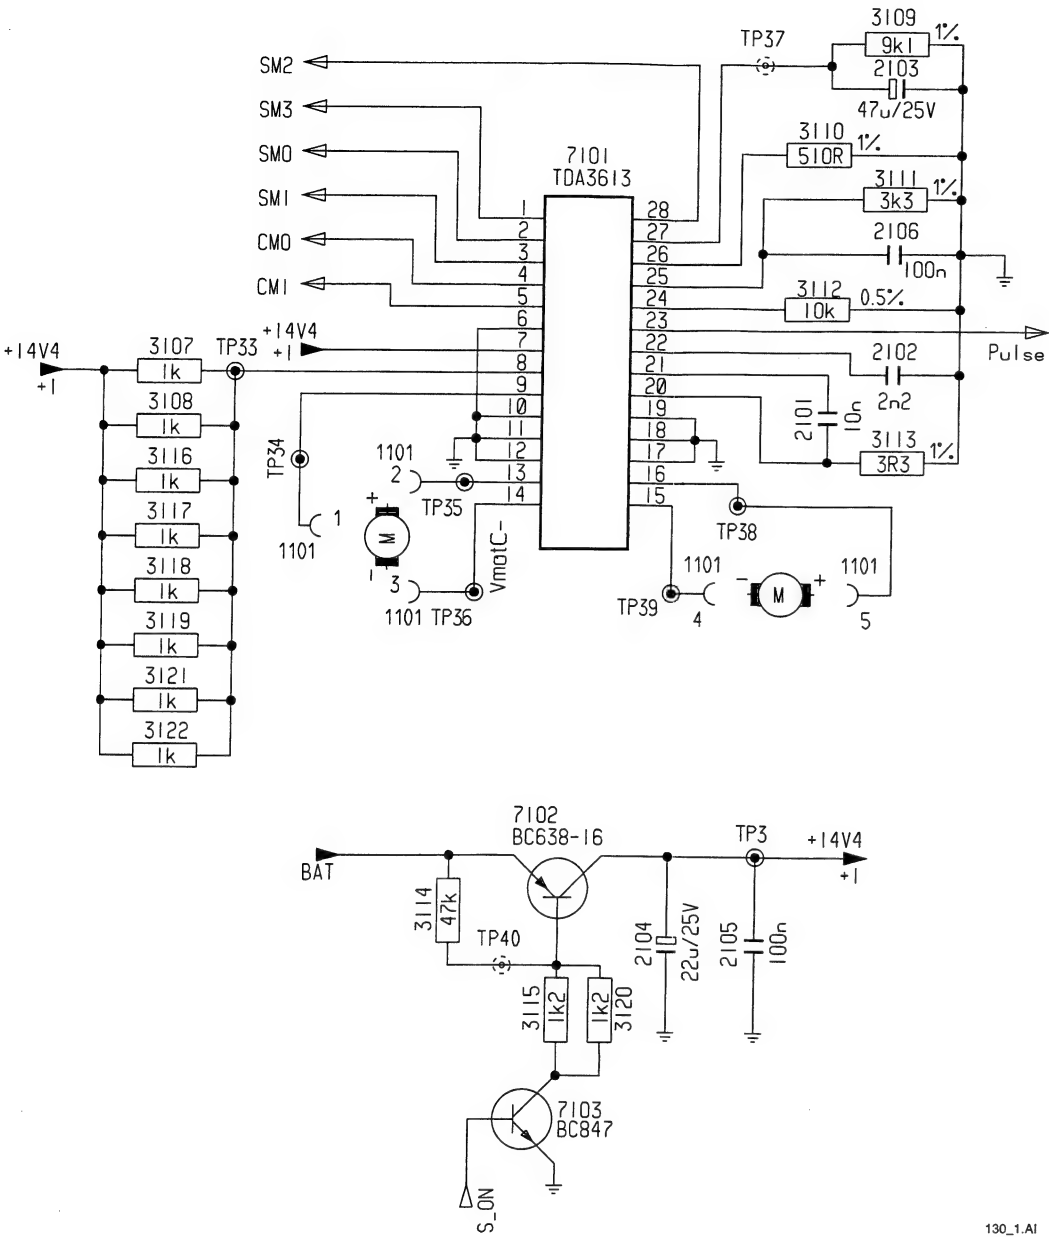 3109
1%
9k1
2103
47u/25V
TP37
SM2
SM3
SM0
SM1
CM0
CM1
7101
TDA3613
3110
1%
510R
3111
1%
3k3
2106
100n
3112
0.5%
10k
Pulse
2102
2n2
2101
10n
3113
1%
3R3
1
2
3
4
5
6
7
8
9
10
11
12
13
14
28
27
26
25
24
23
22
21
20
19
18
17
16
15
+14V4
+1
+14V4
+1
3107
1k
TP33
3108
1k
3116
1k
3117
1k
3118
1k
3119
1k
3121
1k
3122
1k
TP34
1
1101
1101
2
TP35
+
M
-
3
1101 TP36
VmotC-
TP38
1101
TP39
4
-
M
+
1101
5
7102
BC638-16
BAT
3114
47k
TP40
TP3
+14V4
+1
2104
22u/25V
2105
100n
3115
1k2
1k2
3120
7103
BC847
S_ON
130_1.AI